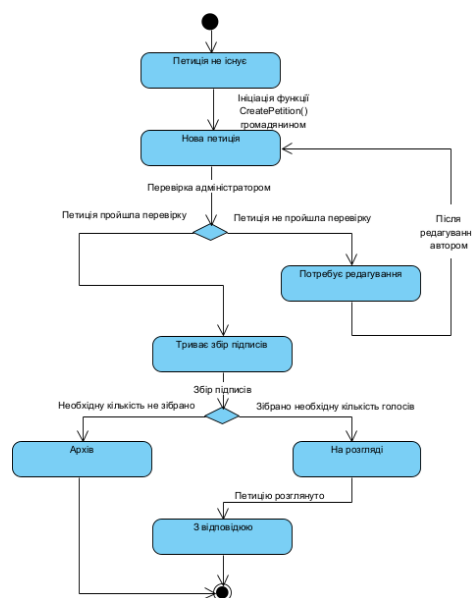 Петиція не існує
Ініціація функції
CreatePetition()
громадянином
Нова петиція
Перевірка адміністратором
Петиція пройшла перевірку
Петиція не пройшла перевірку
Після
редагуванн
автором
Потребує редагування
Триває збір підписів
Збір підписів
Необхідну кількість не зібрано
Зібрано необхідну кількість голосів
Архів
На розгляді
Петицію розглянуто
З відповідюю